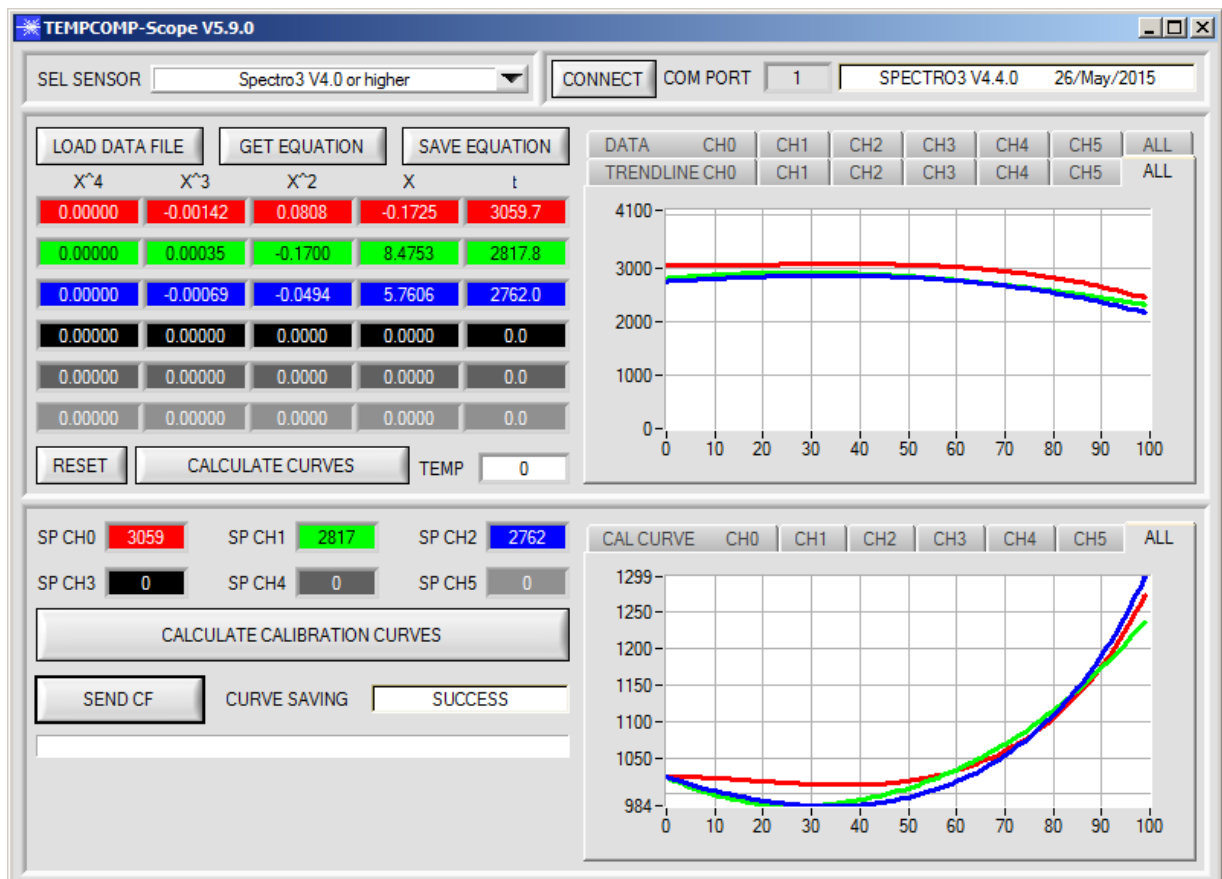 TEMPCOMP-Scope V5.9.0
SEL SENSOR Spectro3 V4.0 or higher CONNECT COM PORT 1 SPECTRO3 V4.4.0 26/May/2015
LOAD DATA FILE GET EQUATION SAVE EQUATION
X^4 X^3 X^2 X t
0.00000 -0.00142 0.0808 -0.1725 3059.7
0.00000 0.00035 -0.1700 8.4753 2817.8
0.00000 -0.00069 -0.0494 5.7606 2762.0
0.00000 0.00000 0.0000 0.0000 0.0
0.00000 0.00000 0.0000 0.0000 0.0
0.00000 0.00000 0.0000 0.0000 0.0
RESET CALCULATE CURVES TEMP 0
DATA CH0 CH1 CH2 CH3 CH4 CH5 ALL
TRENDLINE CH0 CH1 CH2 CH3 CH4 CH5 ALL
4100
3000
2000
1000
0
0 10 20 30 40 50 60 70 80 90 100
SP CH0 3059 SP CH1 2817 SP CH2 2762
SP CH3 0 SP CH4 0 SP CH5 0
CALCULATE CALIBRATION CURVES
SEND CF CURVE SAVING SUCCESS
CAL CURVE CH0 CH1 CH2 CH3 CH4 CH5 ALL
1299
1250
1200
1150
1100
1050
984
0 10 20 30 40 50 60 70 80 90 100